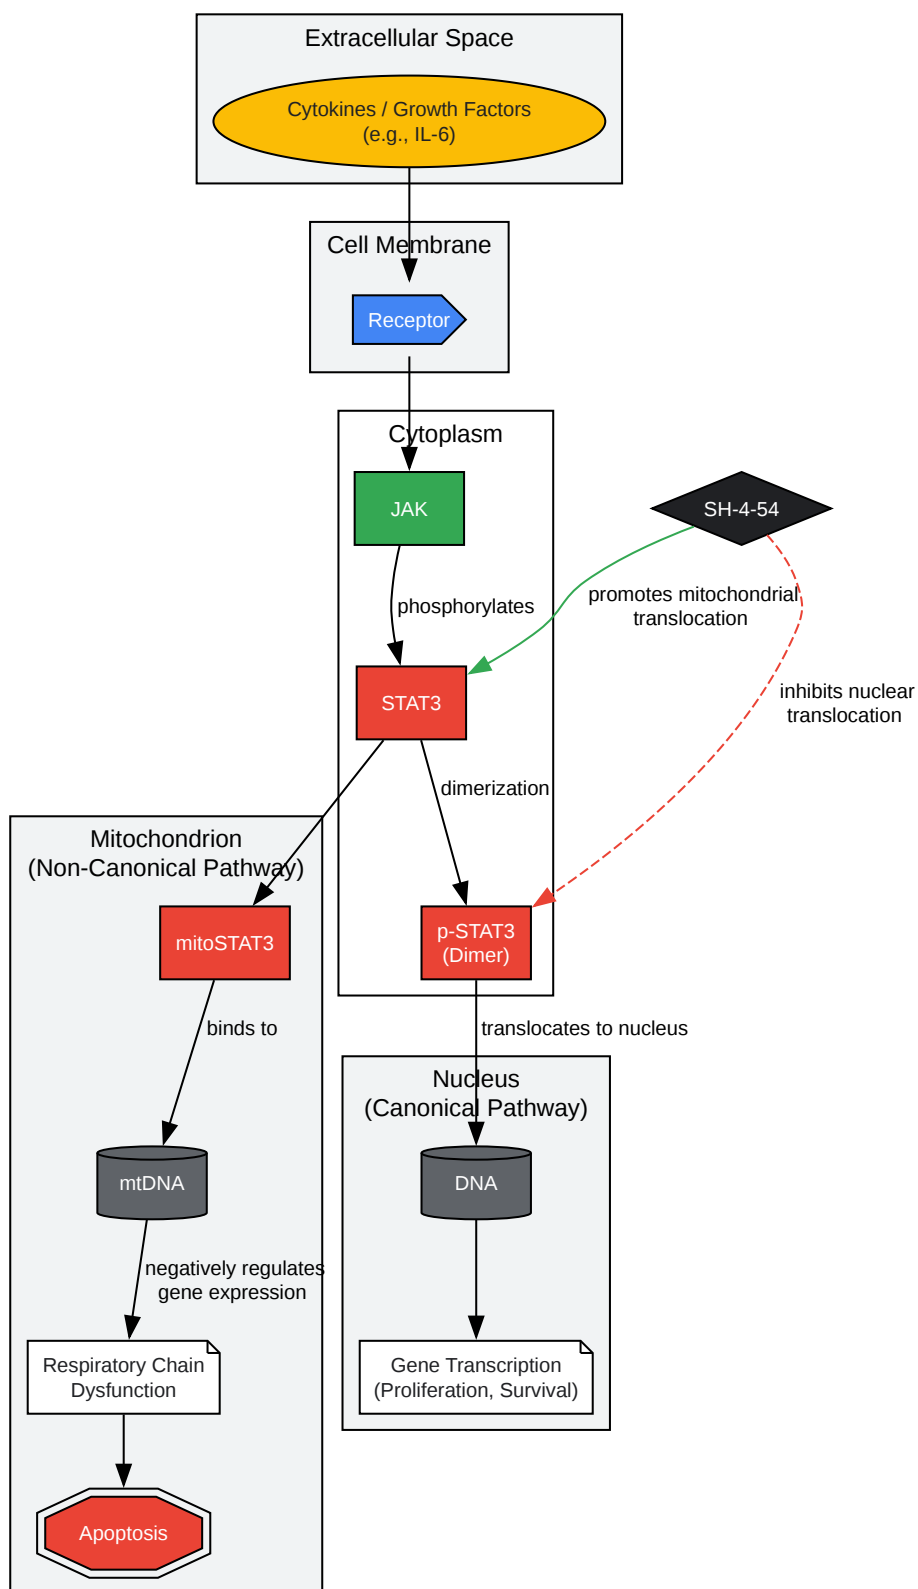 Extracellular Space
Cytokines / Growth Factors
(e.g., IL-6)
Cell Membrane
Receptor
Cytoplasm
JAK
SH-4-54
phosphorylates
promotes mitochondrial
translocation
STAT3
inhibits nuclear
translocation
dimerization
Mitochondrion
(Non-Canonical Pathway)
mitoSTAT3
p-STAT3
(Dimer)
binds to
translocates to nucleus
Nucleus
(Canonical Pathway)
mtDNA
DNA
negatively regulates
gene expression
Respiratory Chain
Dysfunction
Gene Transcription
(Proliferation, Survival)
Apoptosis